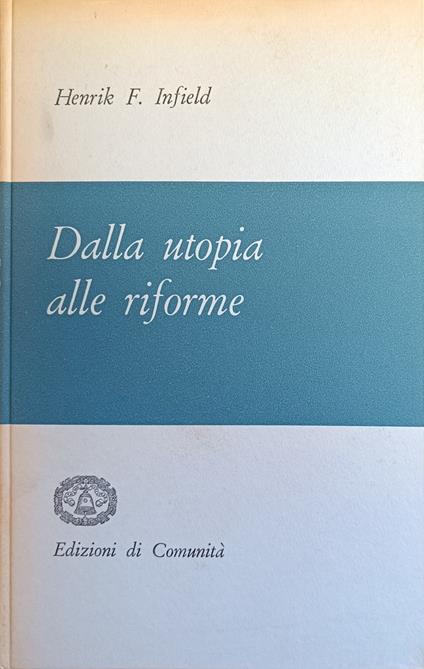 Henrik F. Infield
Dalla utopia
alle riforme
Edizioni di Comunità